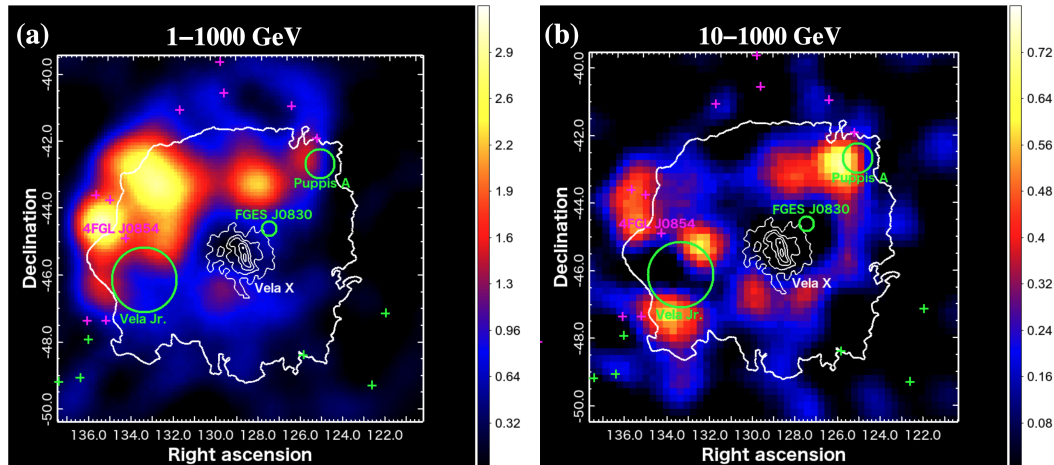 (a)
1–1000 GeV
2.9
2.6
2.2
1.9
1.6
1.3
0.96
0.64
0.32
-40.0
-42.0
-44.0
-46.0
-48.0
-50.0
Declination
Puppis A
FGES J0830
4FGL J0854
Vela X
Vela Jr.
136.0 134.0 132.0 130.0 128.0 126.0 124.0 122.0
Right ascension
(b)
10–1000 GeV
0.72
0.64
0.56
0.48
0.40
0.32
0.24
0.16
0.08
-40.0
-42.0
-44.0
-46.0
-48.0
-50.0
Declination
Puppis A
FGES J0830
4FGL J0854
Vela X
Vela Jr.
136.0 134.0 132.0 130.0 128.0 126.0 124.0 122.0
Right ascension